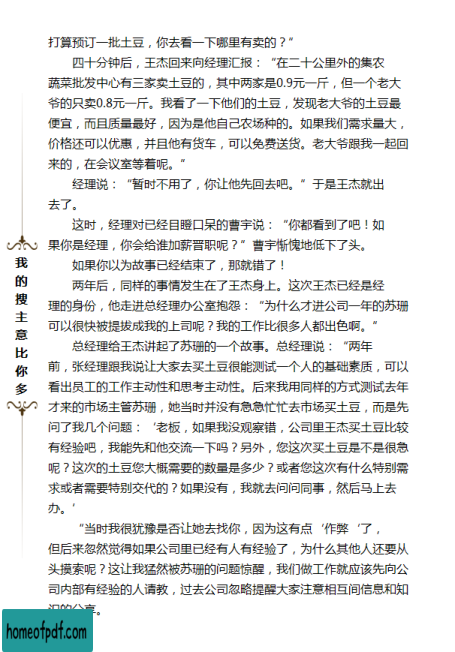 打算预订一批土豆，你去看一下哪里有卖的？”
四十分钟后，王杰回来向经理汇报：“在二十公里外的集农
蔬菜批发中心有三家卖土豆的，其中两家是0.9元一斤，但一个老大
爷的只卖0.8元一斤。我看了一下他们的土豆，发现老大爷的土豆最
便宜，而且质量最好，因为是他自己农场种的。如果我们需求量大，
价格还可以优惠，并且他有货车，可以免费送货。老大爷跟我一起回
来的，在会议室等着呢。”
经理说：“暂时不用了，你让他先回去吧。”于是王杰就出
去了。
这时，经理对已经目瞪口呆的曹宇说：“你都看到了吧！如
果你是经理，你会给谁加薪晋职呢？”曹宇惭愧地低下了头。
如果你以为故事已经结束了，那就错了！
两年后，同样的事情发生在了王杰身上。这次王杰已经是经
理的身份，他走进总经理办公室抱怨：“为什么才进公司一年的苏珊
可以很快被提拔成我的上司呢？我的工作比很多人都出色啊。”
总经理给王杰讲起了苏珊的一个故事。总经理说：“两年
前，张经理跟我说让大家去买土豆很能测试一个人的基础素质，可以
看出员工的工作主动性和思考主动性。后来我用同样的方式测试去年
才来的市场主管苏珊，她当时并没有急急忙忙去市场买土豆，而是先
问了我几个问题：‘老板，如果我没观察错，公司里王杰买土豆比较
有经验吧，我能先和他交流一下吗？另外，您这次买土豆是不是很急
呢？这次的土豆您大概需要的数量是多少？或者您这次有什么特别需
求或者需要特别交代的？如果没有，我就去问问同事，然后马上去
办。’
“当时我很犹豫是否让她去找你，因为这有点‘作弊‘了，
但后来忽然觉得如果公司里已经有人有经验了，为什么其他人还要从
头摸索呢？这让我猛然被苏珊的问题惊醒，我们做工作就应该先向公
司内部有经验的人请教，过去公司忽略提醒大家注意相互间信息和知
识的分享。
我的搜主意比你多
homeofpdf.com